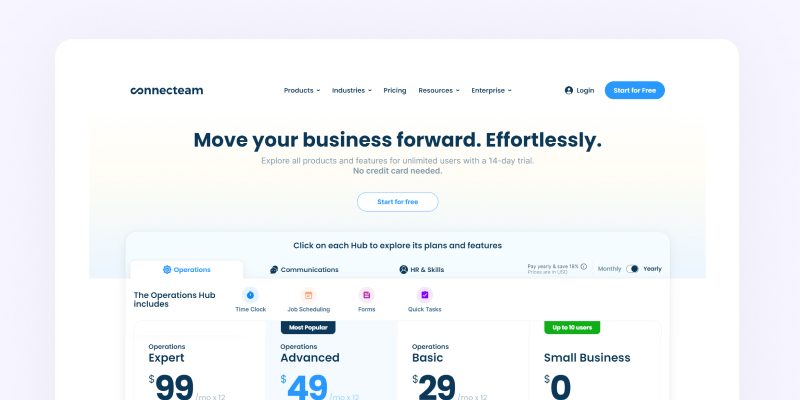 connecteam
Products Industries Pricing Resources Enterprise Login Start for Free
Move your business forward. Effortlessly.
Explore all products and features for unlimited users with a 14-day trial.
No credit card needed.
Start for free
Click on each Hub to explore its plans and features
Operations Communications HR & Skills
Pay yearly & save 18%
Prices are in USD
Monthly Yearly
The Operations Hub
includes
Time Clock Job Scheduling Forms Quick Tasks
Most Popular Up to 10 users
Operations Operations Operations
Expert Advanced Basic Small Business
$99 /mo x 12 $49 /mo x 12 $29 /mo x 12 $0